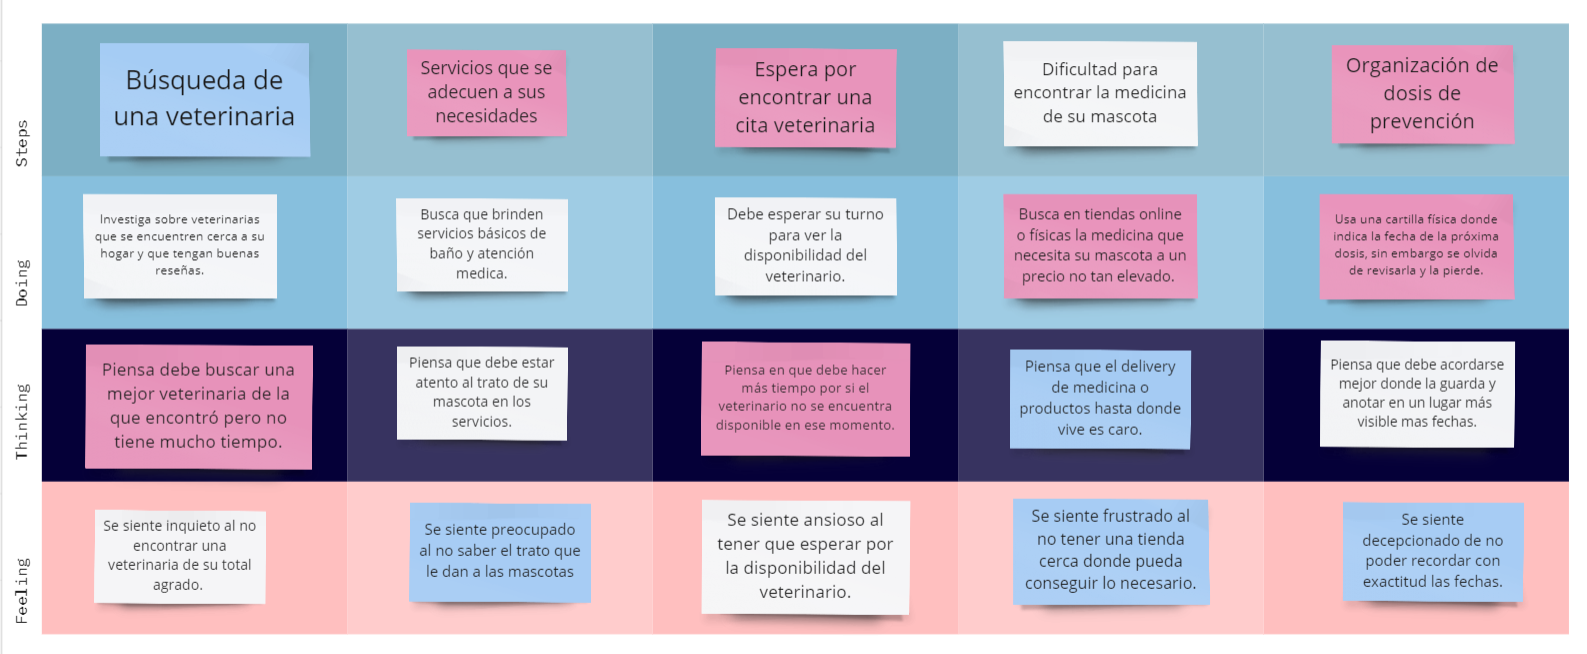 Steps
Búsqueda de
una veterinaria
Servicios que se
adecuen a sus
necesidades
Espera por
encontrar una
cita veterinaria
Dificultad para
encontrar la medicina
de su mascota
Organización de
dosis de
prevención
Doing
Investiga sobre veterinarias
que se encuentren cerca a su
hogar y que tengan buenas
reseñas.
Busca que brinden
servicios básicos de
baño y atención
medica.
Debe esperar su turno
para ver la
disponibilidad del
veterinario.
Busca en tiendas online
o físicas la medicina que
necesita su mascota a un
precio no tan elevado.
Usa una cartilla física donde
indica la fecha de la próxima
dosis, sin embargo se olvida
de revisarla y la pierde.
Thinking
Piensa debe buscar una
mejor veterinaria de la
que encontró pero no
tiene mucho tiempo.
Piensa que debe estar
atento al trato de su
mascota en los
servicios.
Piensa en que debe hacer
más tiempo por si el
veterinario no se encuentra
disponible en ese momento.
Piensa que el delivery
de medicina o
productos hasta donde
vive es caro.
Piensa que debe acordarse
mejor donde la guarda y
anotar en un lugar más
visible mas fechas.
Feeling
Se siente inquieto al no
encontrar una
veterinaria de su total
agrado.
Se siente preocupado
al no saber el trato que
le dan a las mascotas
Se siente ansioso al
tener que esperar por
la disponibilidad del
veterinario.
Se siente frustrado al
no tener una tienda
cerca donde pueda
conseguir lo necesario.
Se siente
decepcionado de no
poder recordar con
exactitud las fechas.